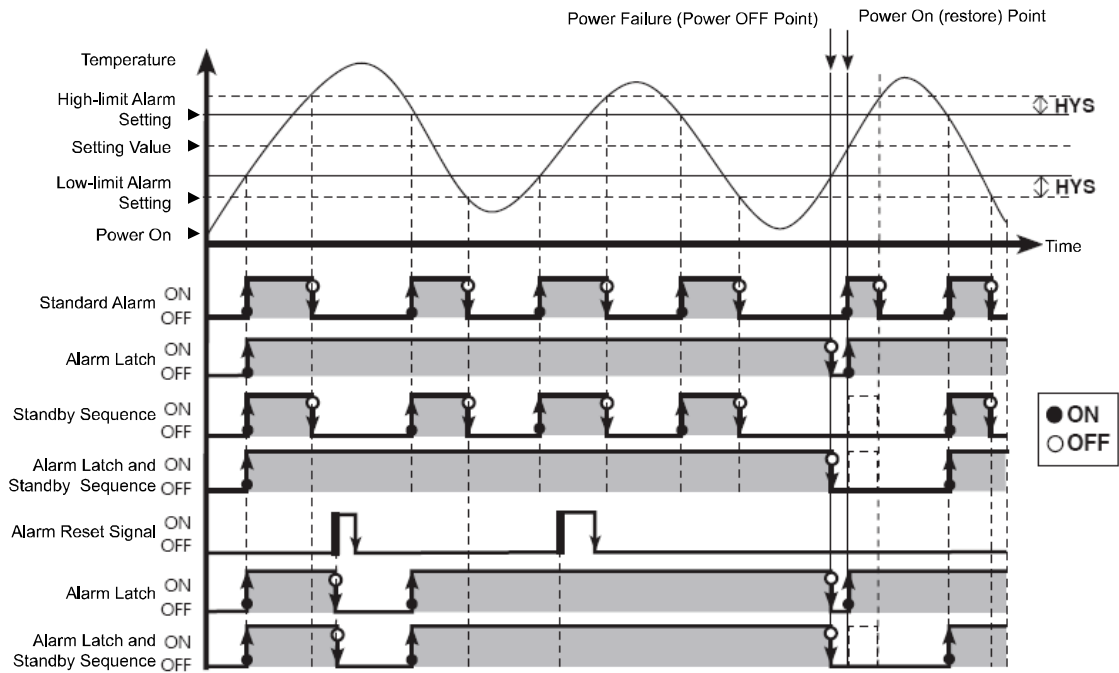 Power Failure (Power OFF Point)
Power On (restore) Point
Temperature
High-limit Alarm
Setting
HYS
Setting Value
Low-limit Alarm
Setting
HYS
Power On
Time
Standard Alarm
ON
OFF
Alarm Latch
ON
OFF
Standby Sequence
ON
OFF
ON
OFF
Alarm Latch and
Standby Sequence
ON
OFF
Alarm Reset Signal
ON
OFF
Alarm Latch
ON
OFF
Alarm Latch and
Standby Sequence
ON
OFF